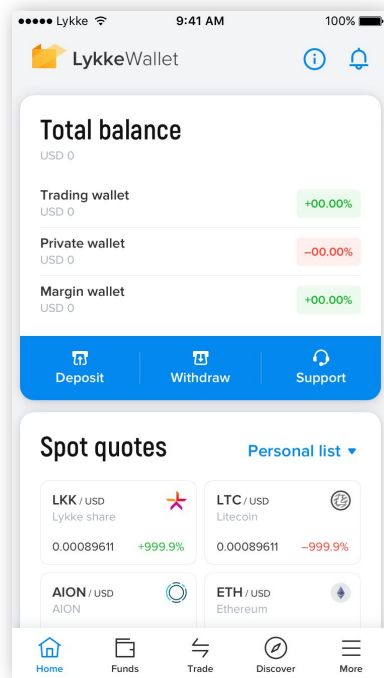 Lykke 9:41 AM 100%
LykkeWallet
Total balance
USD 0
Trading wallet
USD 0
+00.00%
Private wallet
USD 0
–00.00%
Margin wallet
USD 0
+00.00%
Deposit Withdraw Support
Spot quotes Personal list
LKK / USD
Lykke share
0.00089611 +999.9%
LTC / USD
Litecoin
0.00089611 –999.9%
AION / USD
AION
ETH / USD
Ethereum
Home Funds Trade Discover More